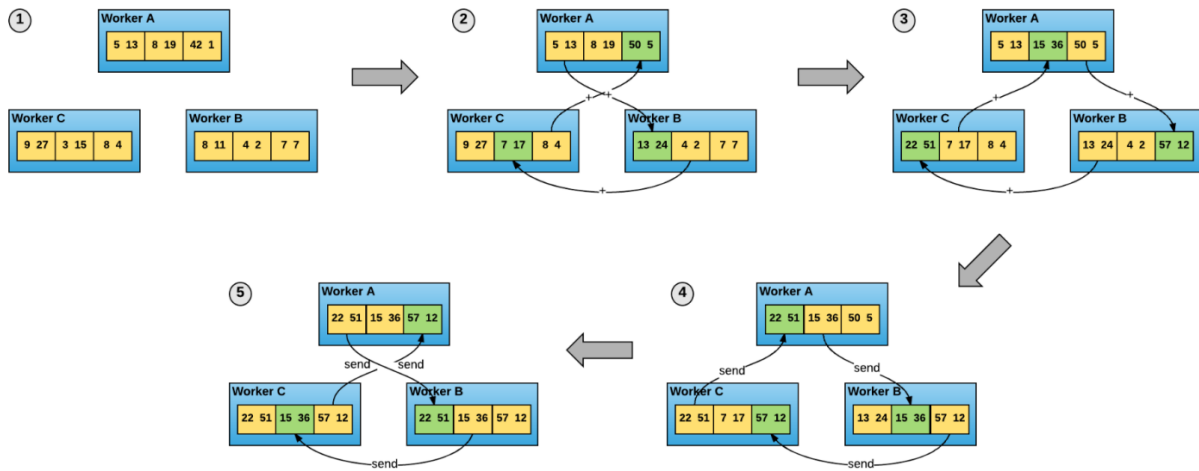 1
Worker A
5 13 8 19 42 1
Worker C
9 27 3 15 8 4
Worker B
8 11 4 2 7 7
2
Worker A
5 13 8 19 50 5
+ +
Worker C
9 27 7 17 8 4
Worker B
13 24 4 2 7 7
+
3
Worker A
5 13 15 36 50 5
+ +
Worker C
22 51 7 17 8 4
Worker B
13 24 4 2 57 12
+
5
Worker A
22 51 15 36 57 12
send send
Worker C
22 51 15 36 57 12
Worker B
22 51 15 36 57 12
send
4
Worker A
22 51 15 36 50 5
send send
Worker C
22 51 7 17 57 12
Worker B
13 24 15 36 57 12
send